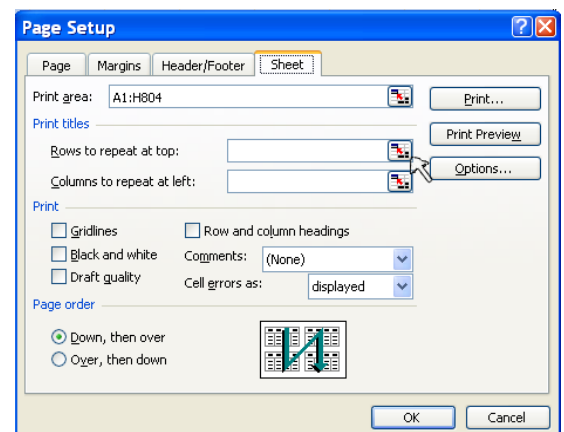 Page Setup
Page Margins Header/Footer Sheet
Print area: A1:H804 Print...
Print titles Print Preview
Rows to repeat at top:
Columns to repeat at left: Options...
Print
Gridlines Row and column headings
Black and white Comments: (None)
Draft quality Cell errors as: displayed
Page order
Down, then over
Over, then down
OK Cancel